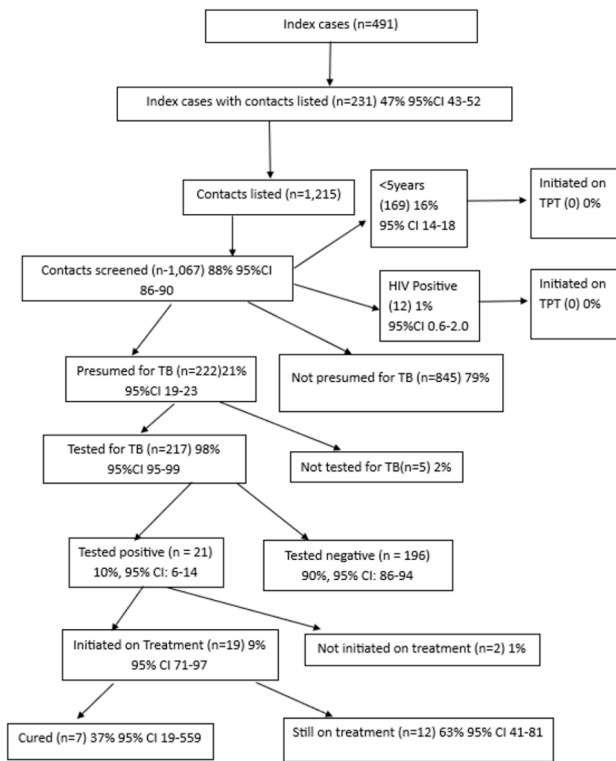 Index cases (n=491)
Index cases with contacts listed (n=231) 47% 95%CI 43-52
Contacts listed (n=1,215)
<5years
(169) 16%
95% CI 14-18
Initiated on
TPT (0) 0%
Contacts screened (n-1,067) 88% 95%CI
86-90
HIV Positive
(12) 1%
95%CI 0.6-2.0
Initiated on
TPT (0) 0%
Presumed for TB (n=222)21%
95%CI 19-23
Not presumed for TB (n=845) 79%
Tested for TB (n=217) 98%
95%CI 95-99
Not tested for TB(n=5) 2%
Tested positive (n = 21)
10%, 95% CI: 6-14
Tested negative (n = 196)
90%, 95% CI: 86-94
Initiated on Treatment (n=19) 9%
95% CI 71-97
Not initiated on treatment (n=2) 1%
Cured (n=7) 37% 95% CI 19-559
Still on treatment (n=12) 63% 95% CI 41-81